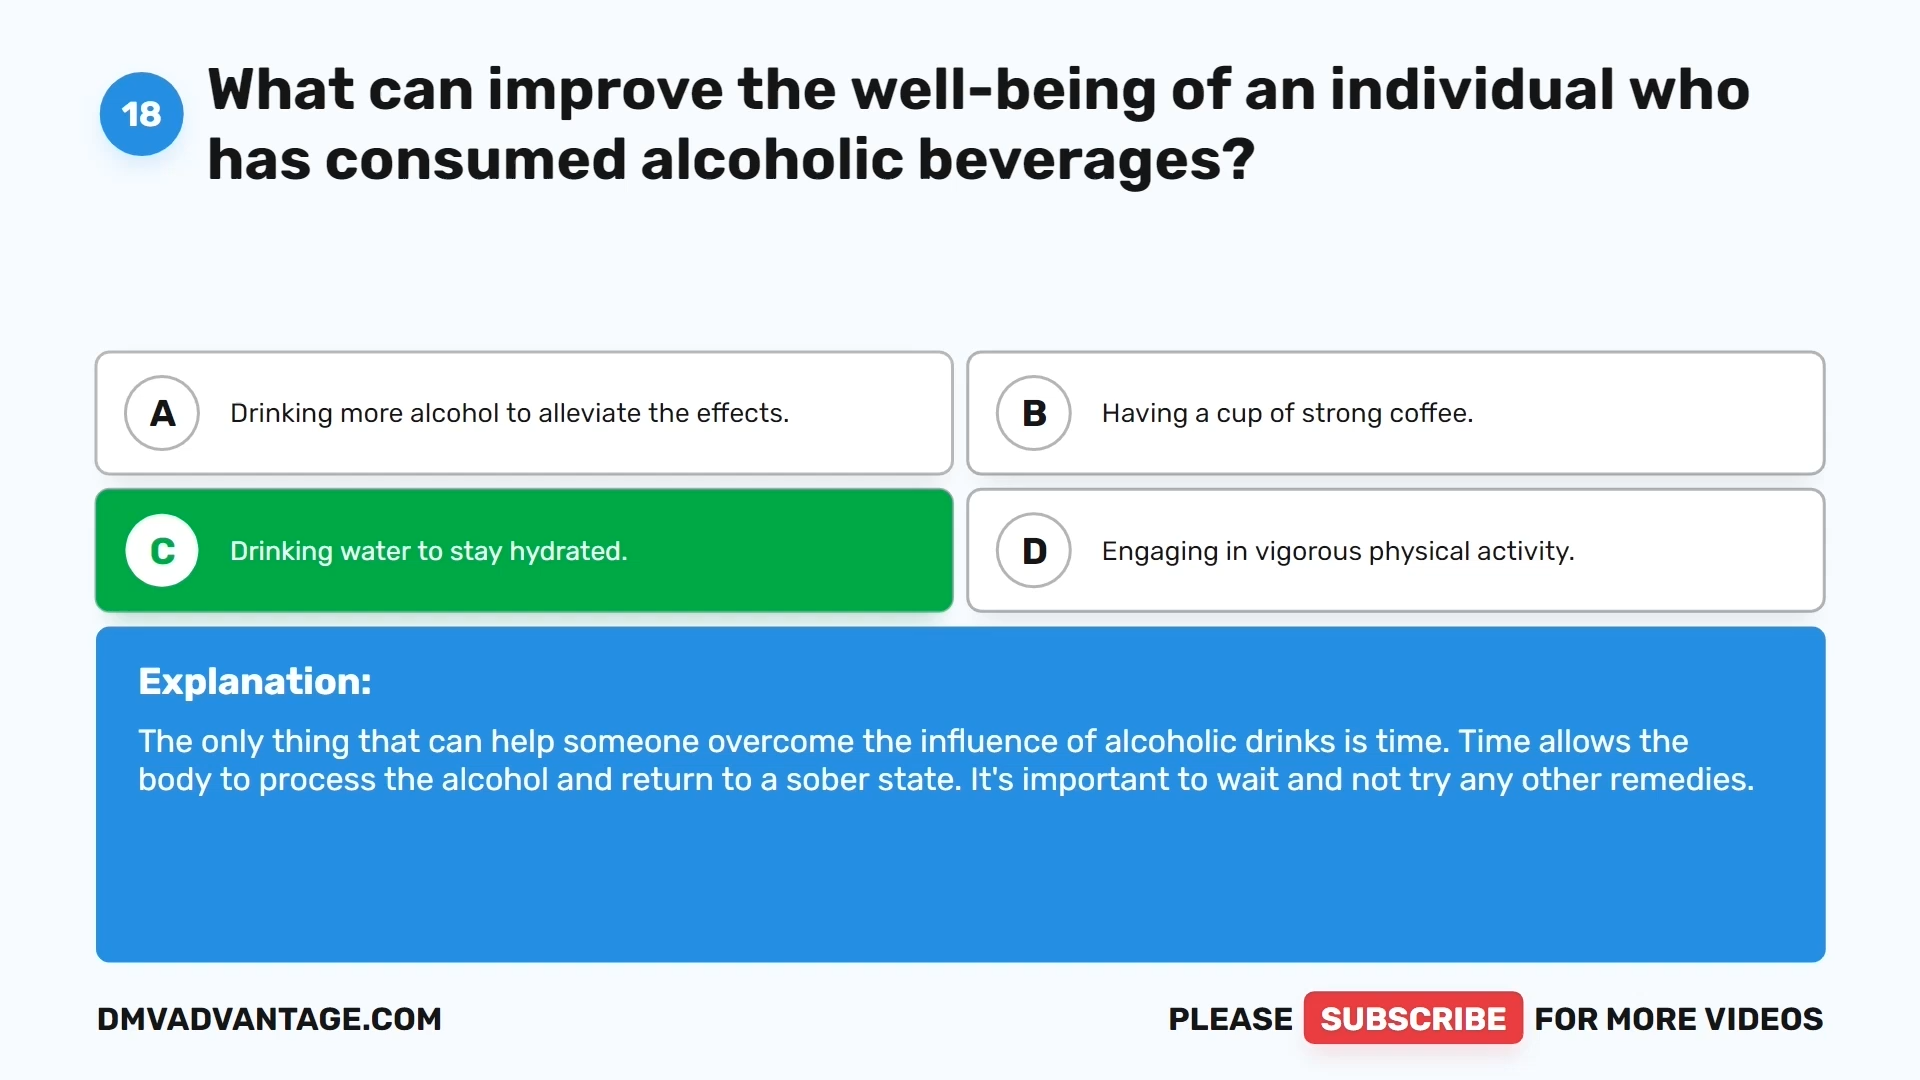 18
What can improve the well-being of an individual who
has consumed alcoholic beverages?
A Drinking more alcohol to alleviate the effects.
B Having a cup of strong coffee.
C Drinking water to stay hydrated.
D Engaging in vigorous physical activity.
Explanation:
The only thing that can help someone overcome the influence of alcoholic drinks is time. Time allows the
body to process the alcohol and return to a sober state. It's important to wait and not try any other remedies.
DMVADVANTAGE.COM
PLEASE SUBSCRIBE FOR MORE VIDEOS